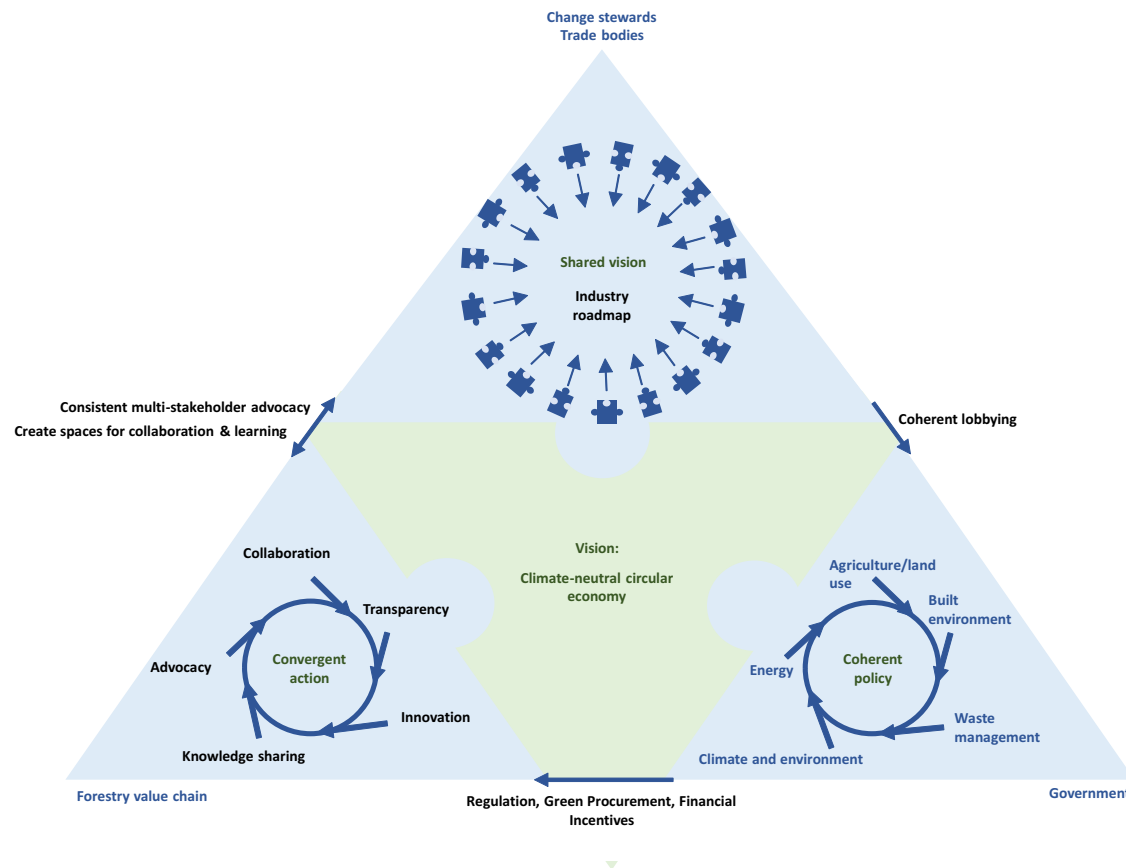 Change stewards
Trade bodies
Shared vision
Industry
roadmap
Consistent multi-stakeholder advocacy
Create spaces for collaboration & learning
Coherent lobbying
Vision:
Climate-neutral circular
economy
Collaboration
Transparency
Advocacy
Convergent
action
Innovation
Knowledge sharing
Agriculture/land
use
Built
environment
Energy
Coherent
policy
Waste
management
Climate and environment
Forestry value chain
Regulation, Green Procurement, Financial
Incentives
Government